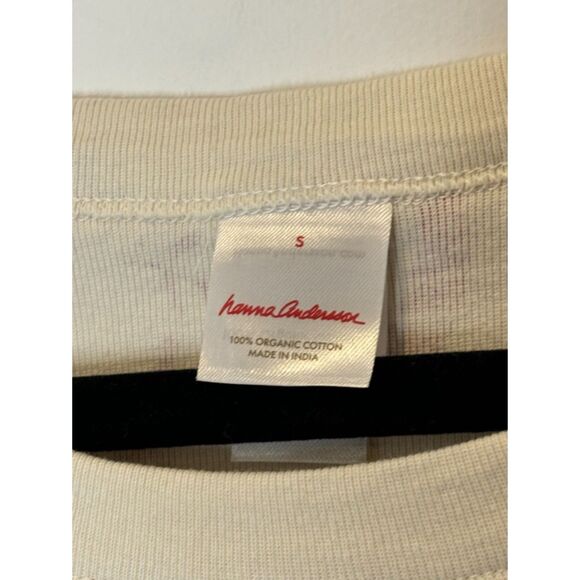 S
hanna andersson
100% ORGANIC COTTON
MADE IN INDIA